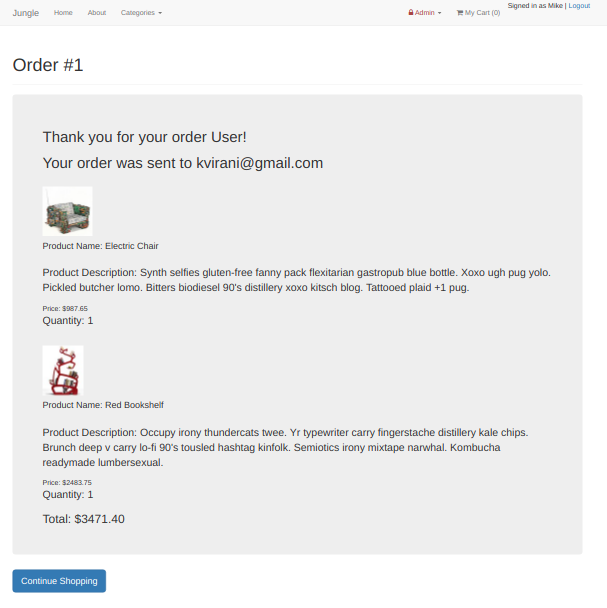 Jungle Home About Categories Admin My Cart (0) Signed in as Mike | Logout
Order #1
Thank you for your order User!
Your order was sent to kvirani@gmail.com
Product Name: Electric Chair
Product Description: Synth selfies gluten-free fanny pack flexitarian gastropub blue bottle. Xoxo ugh pug yolo.
Pickled butcher lomo. Bitters biodiesel 90's distillery xoxo kitsch blog. Tattooed plaid +1 pug.
Price: $987.65
Quantity: 1
Product Name: Red Bookshelf
Product Description: Occupy irony thundercats twee. Yr typewriter carry fingerstache distillery kale chips.
Brunch deep v carry lo-fi 90's tousled hashtag kinfolk. Semiotics irony mixtape narwhal. Kombucha
readymade lumbersexual.
Price: $2483.75
Quantity: 1
Total: $3471.40
Continue Shopping